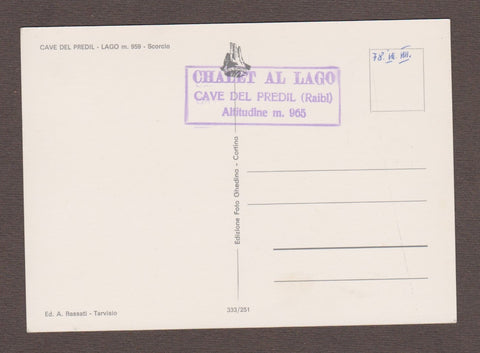 CAVE DEL PREDIL - LAGO m. 959 - Scorcio
CHALET AL LAGO
CAVE DEL PREDIL (Raibl)
Altitudine m. 965
78.
Edizione Foto Ghedina - Cortina
Ed. A. Rassati - Tarvisio
333/251